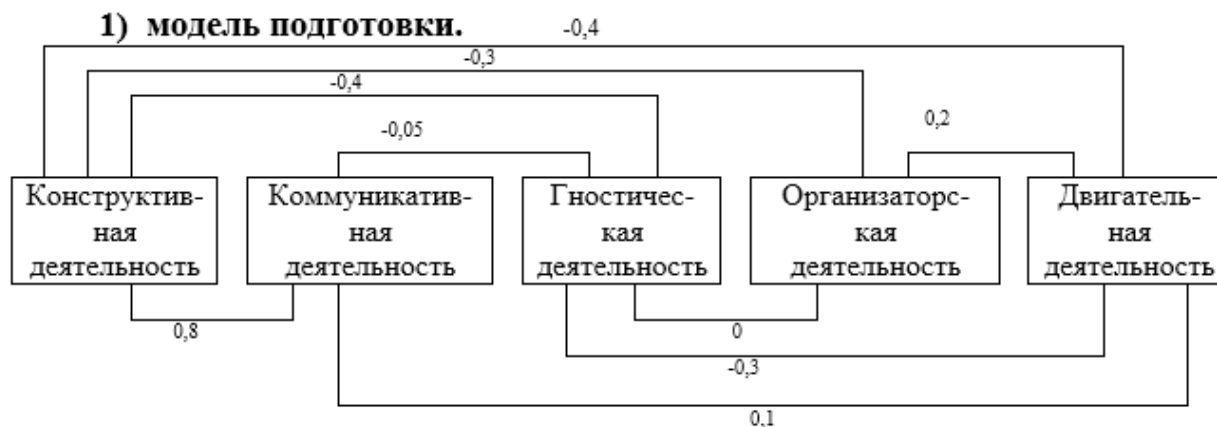 1) модель подготовки.
-0,4
-0,3
-0,4
-0,05
0,2
Конструктив-
ная
деятельность
Коммуникатив-
ная
деятельность
Гностичес-
кая
деятельность
Организаторс-
кая
деятельность
Двигатель-
ная
деятельность
0,8
0
-0,3
0,1